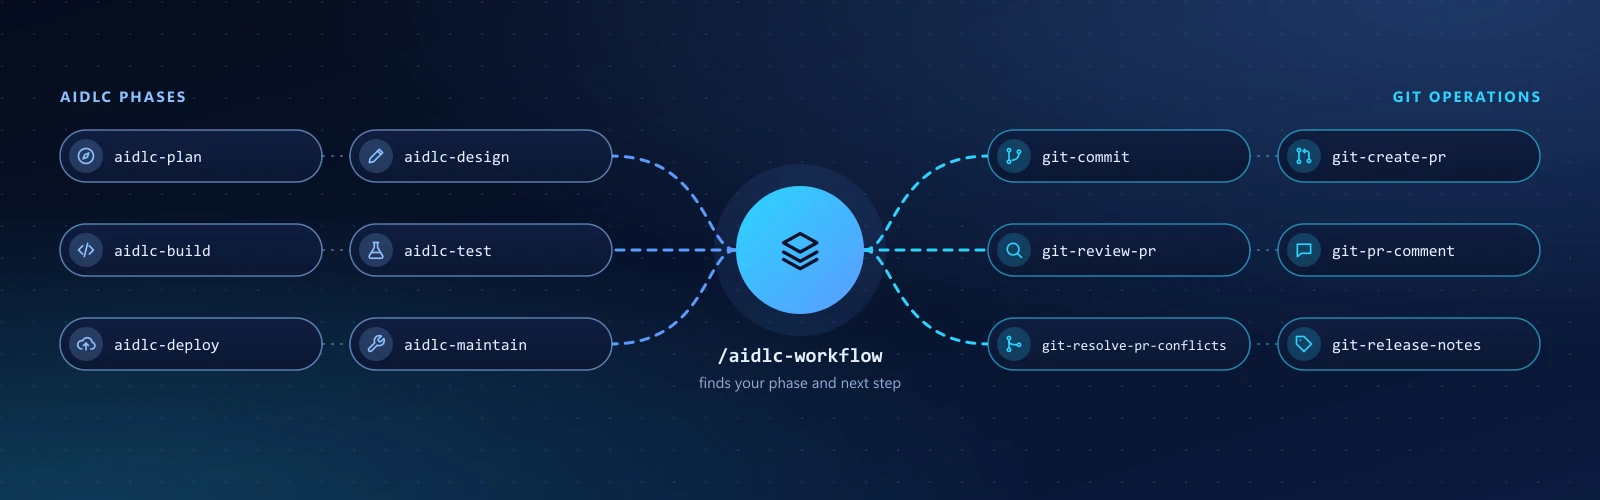 AIDLC PHASES
GIT OPERATIONS
aidlc-plan
aidlc-design
git-commit
git-create-pr
aidlc-build
aidlc-test
git-review-pr
git-pr-comment
aidlc-deploy
aidlc-maintain
git-resolve-pr-conflicts
git-release-notes
/aidlc-workflow
finds your phase and next step